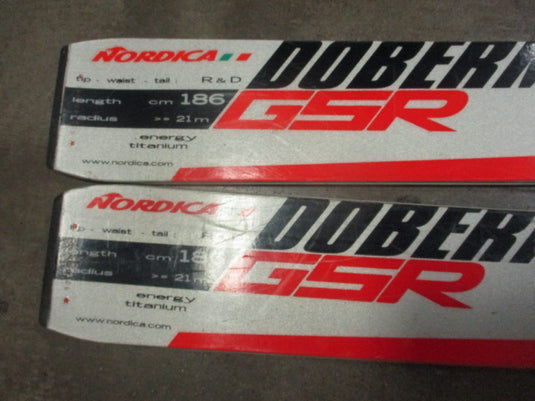 NORDICA
DOBERM
tip - waist - tail : R & D
length cm 186
radius >= 21m
GSR
energy
titanium
www.nordica.com
NORDICA
DOBERM
tip - waist - tail :
length cm 186
radius >= 21m
GSR
energy
titanium
www.nordica.com